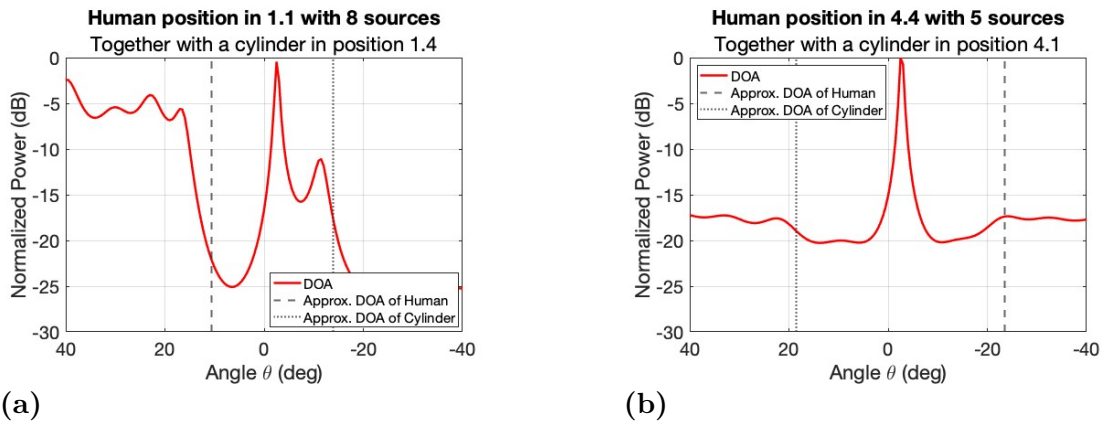 Human position in 1.1 with 8 sources
Together with a cylinder in position 1.4
Normalized Power (dB)
0
-5
-10
-15
-20
-25
-30
40
20
0
-20
-40
Angle θ (deg)
DOA
Approx. DOA of Human
Approx. DOA of Cylinder
(a)
Human position in 4.4 with 5 sources
Together with a cylinder in position 4.1
Normalized Power (dB)
0
-5
-10
-15
-20
-25
-30
40
20
0
-20
-40
Angle θ (deg)
DOA
Approx. DOA of Human
Approx. DOA of Cylinder
(b)